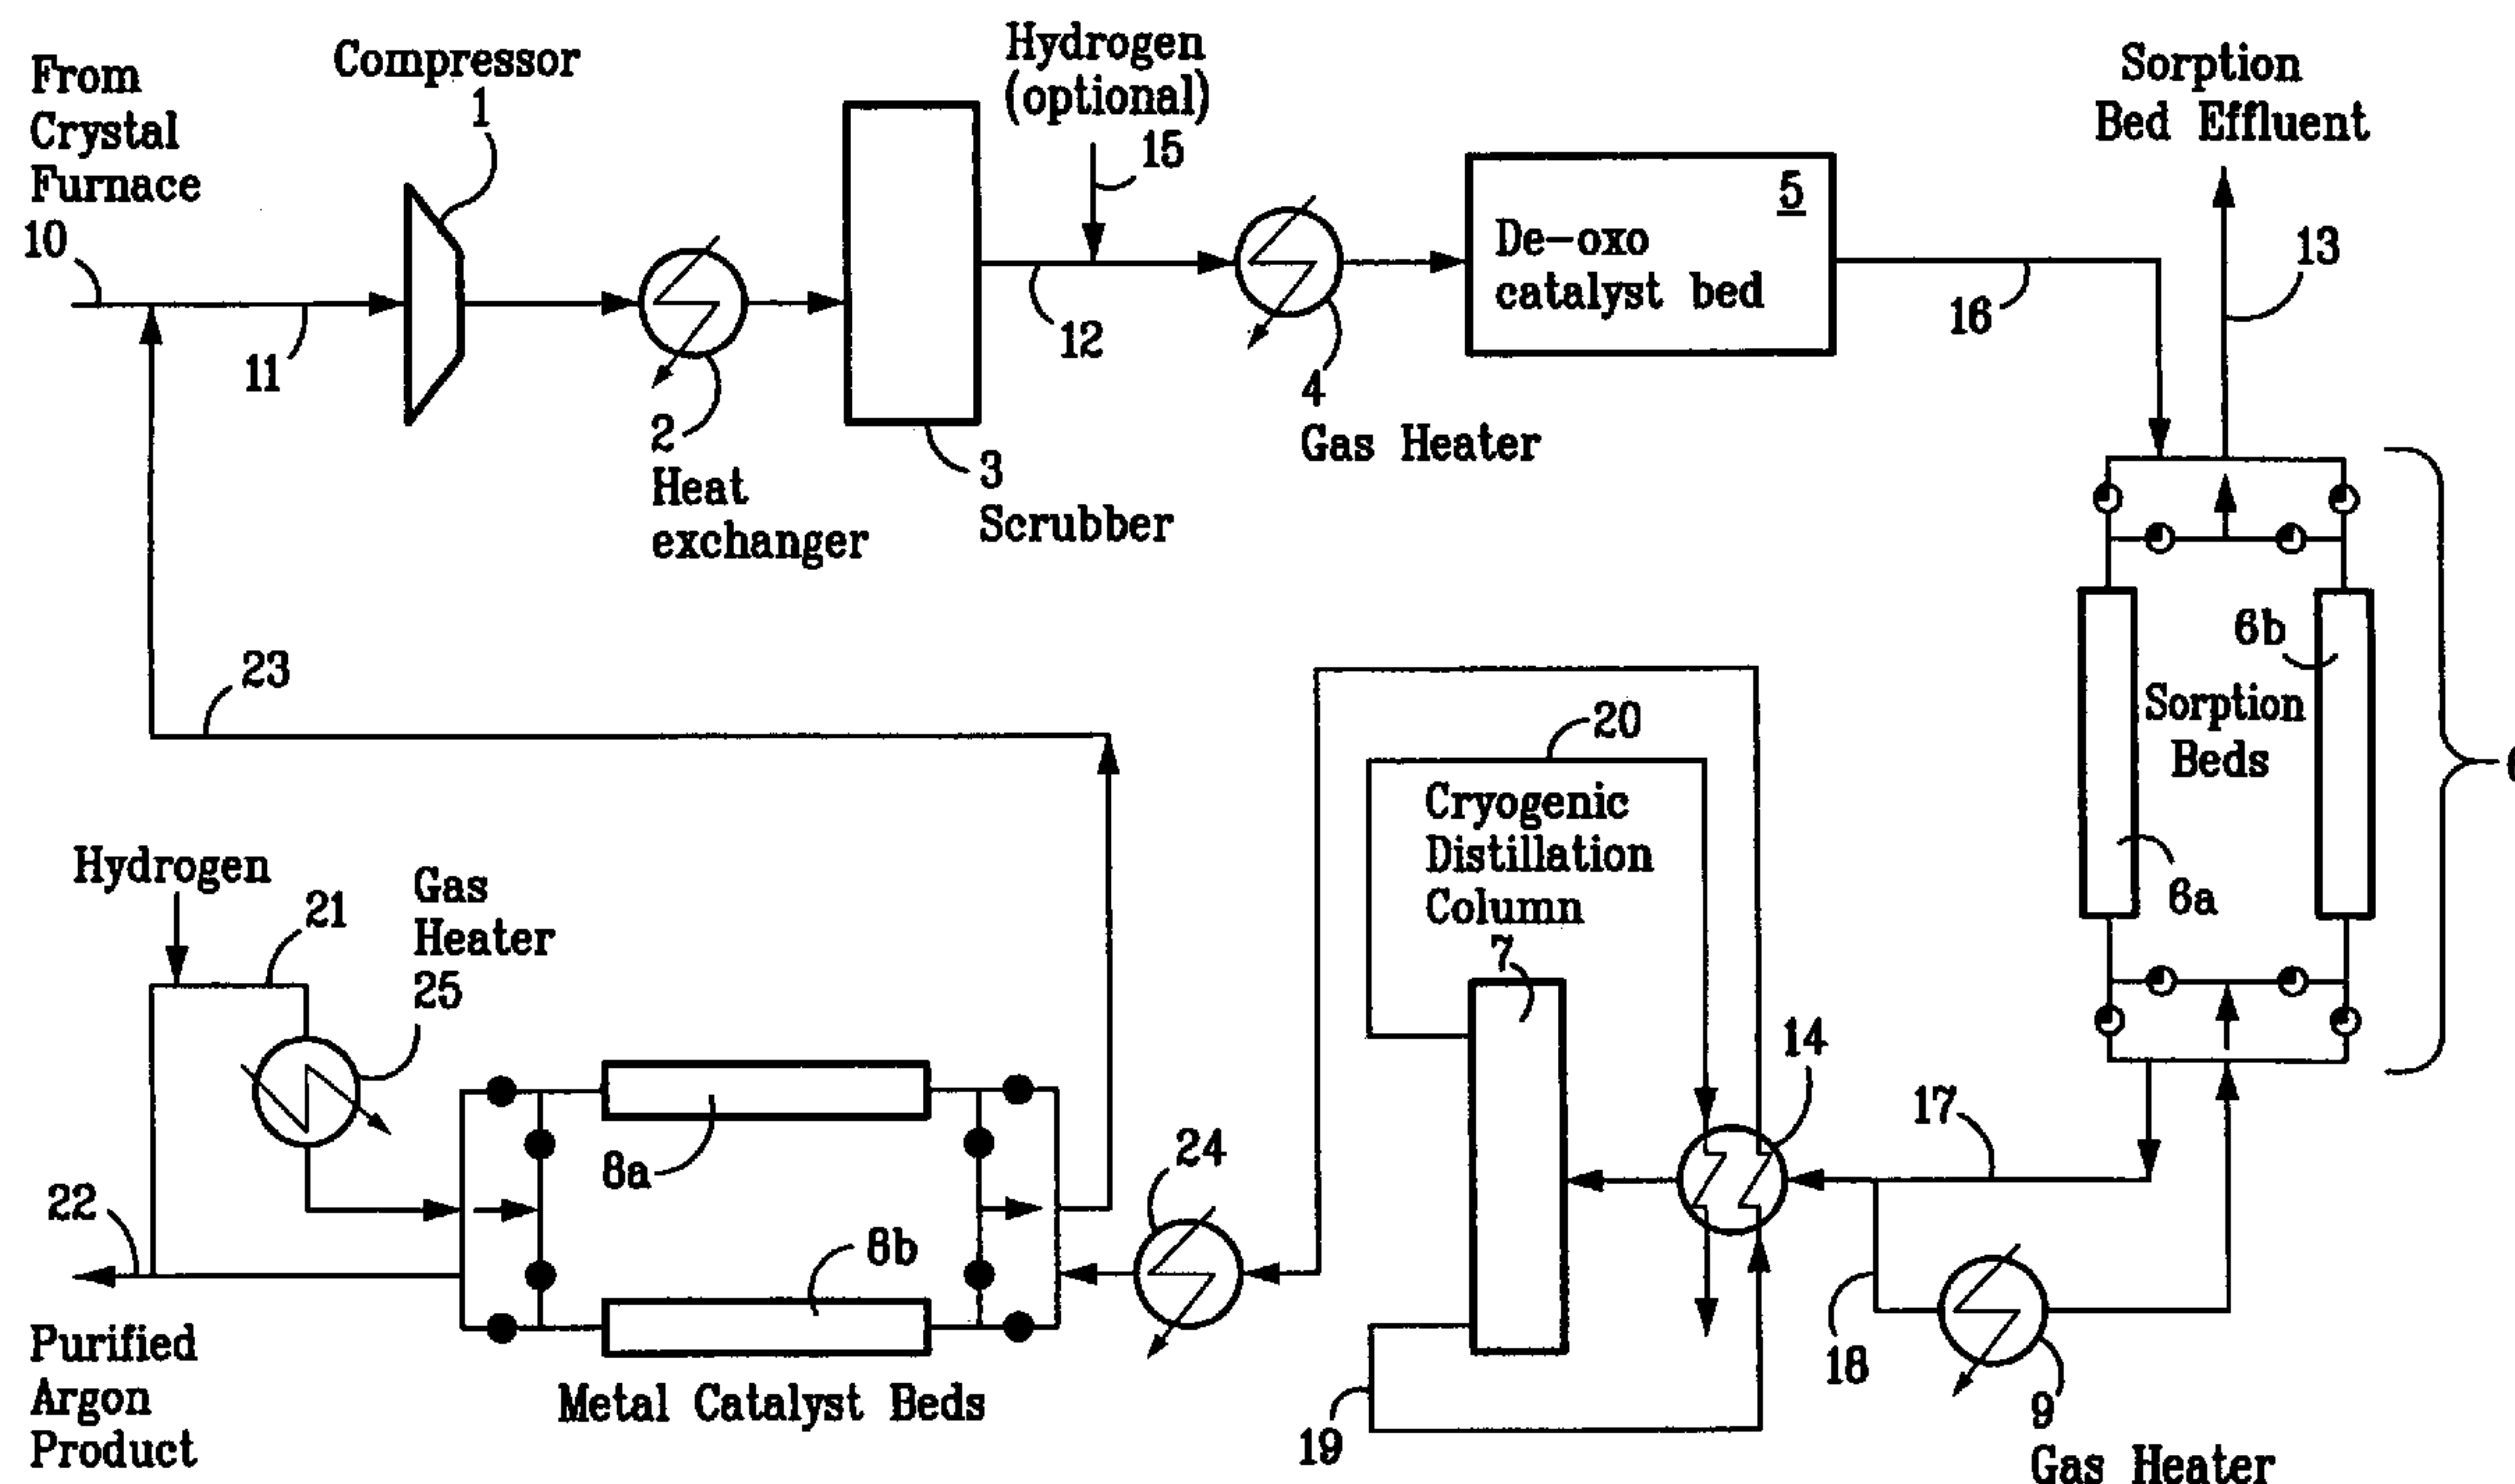 From
Crystal
Furnace
10
11
Compressor
1
2
Heat
exchanger
3
Scrubber
Hydrogen
(optional)
15
12
4
Gas Heater
5
De-oxo
catalyst bed
16
Sorption
Bed Effluent
13
6b
Sorption
Beds
6a
23
20
Cryogenic
Distillation
Column
7
14
17
18
9
Gas Heater
19
24
Hydrogen
21
Gas
Heater
25
22
8a
8b
Metal Catalyst Beds
Purified
Argon
Product